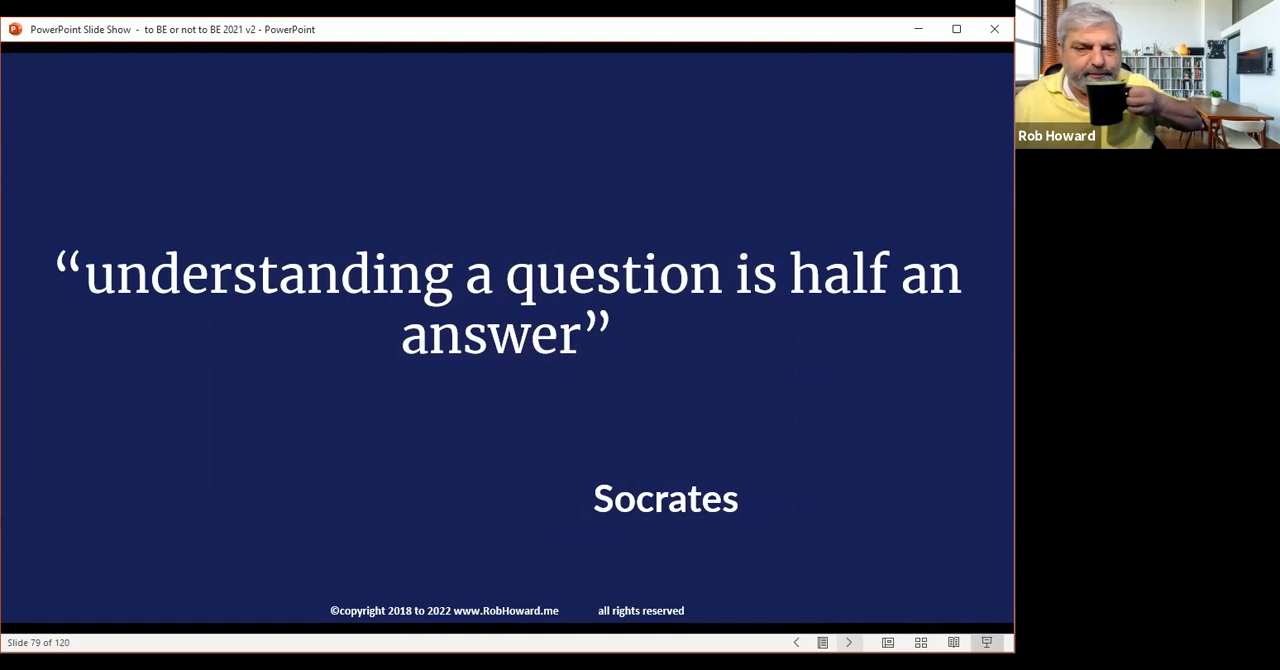 PowerPoint Slide Show - to BE or not to BE 2021 v2 - PowerPoint
Rob Howard
“understanding a question is half an
answer”
Socrates
©copyright 2018 to 2022 www.RobHoward.me all rights reserved
Slide 79 of 120